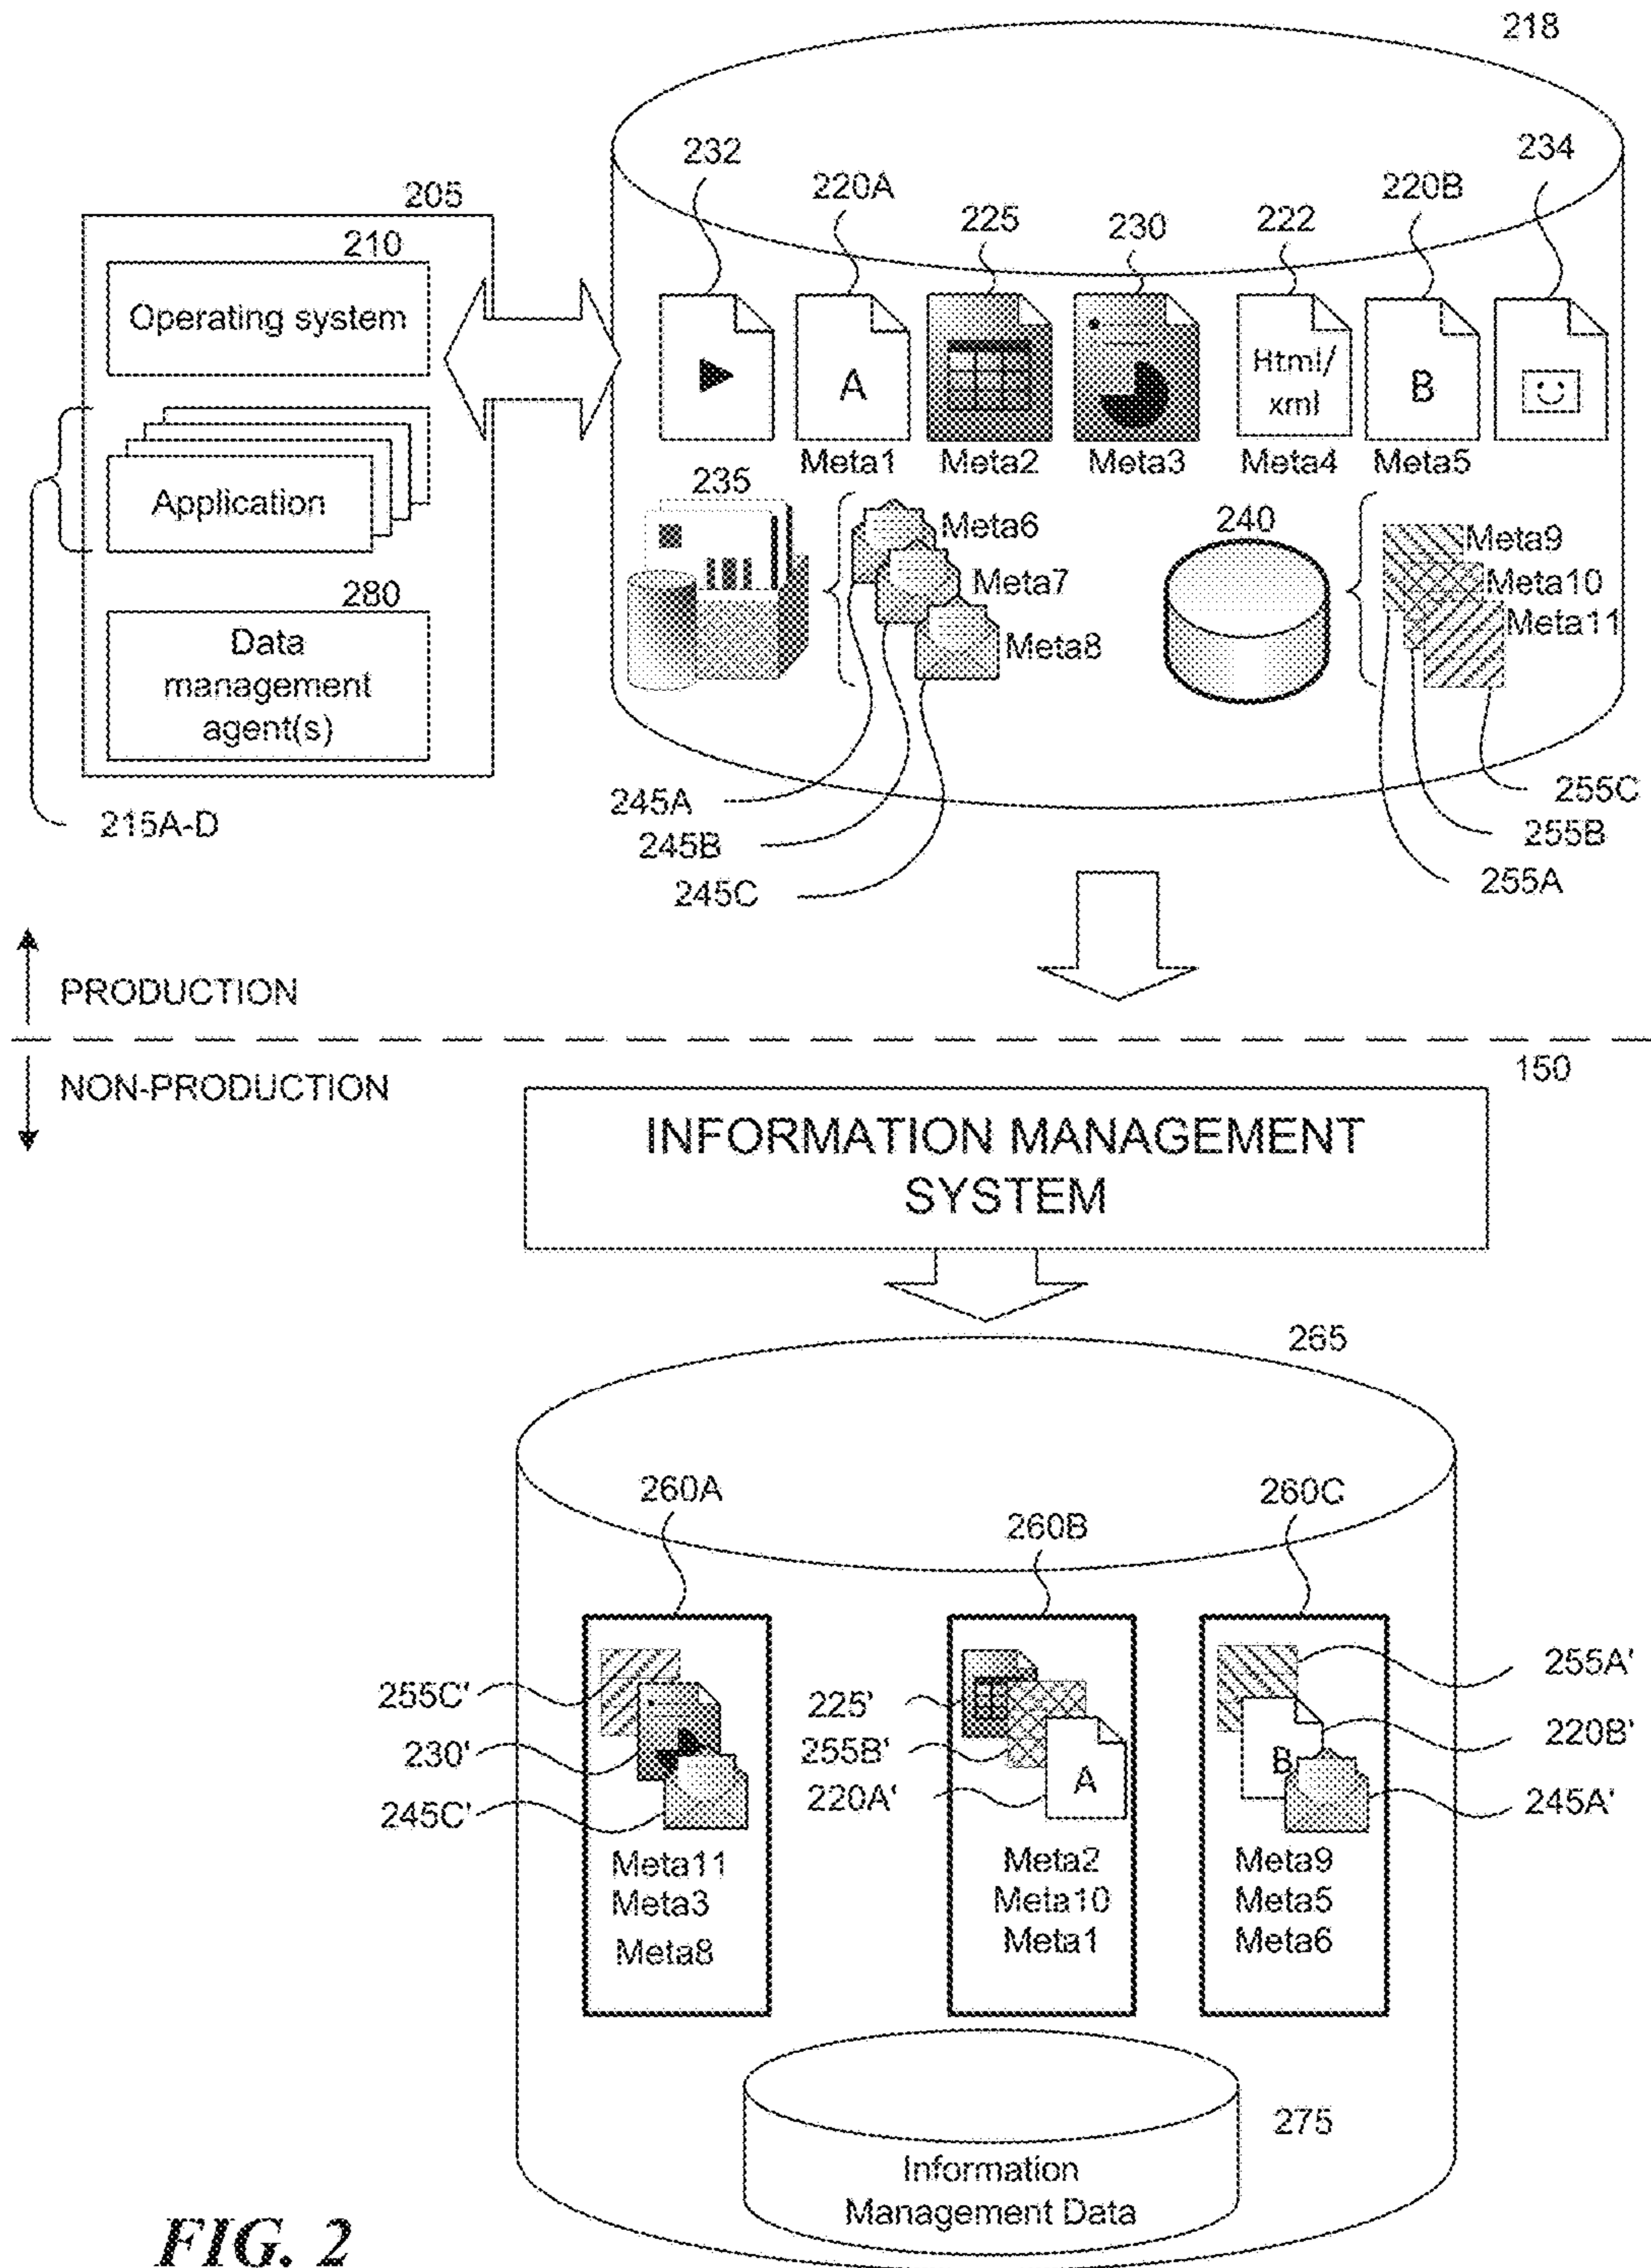 218
232
220A
225
230
222
220B
234
205
210
Operating system
Application
280
Data
management
agent(s)
215A-D
A
Html/
xml
B
Meta1
Meta2
Meta3
Meta4
Meta5
235
Meta6
Meta7
Meta8
240
Meta9
Meta10
Meta11
245A
245B
245C
255C
255B
255A
PRODUCTION
NON-PRODUCTION
150
INFORMATION MANAGEMENT
SYSTEM
265
260A
260B
260C
255C'
230'
245C'
Meta11
Meta3
Meta8
225'
255B'
220A'
A
Meta2
Meta10
Meta1
255A'
220B'
245A'
B
Meta9
Meta5
Meta6
275
Information
Management Data
FIG. 2